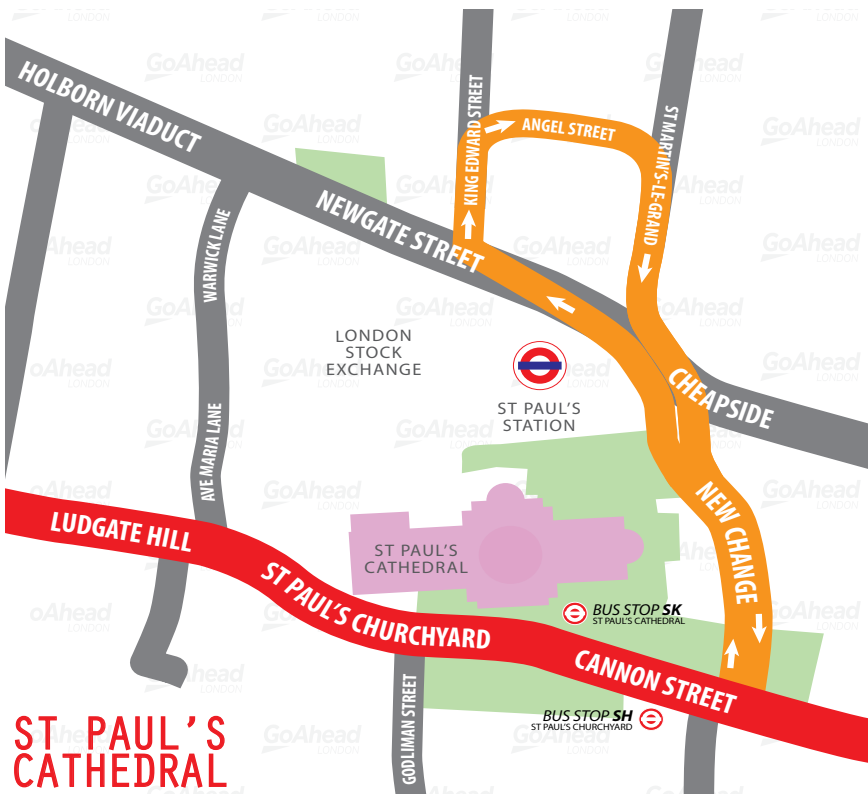 HOLBORN VIADUCT
NEWGATE STREET
KING EDWARD STREET
ANGEL STREET
ST MARTIN'S-LE-GRAND
WARWICK LANE
AVE MARIA LANE
LONDON
STOCK
EXCHANGE
ST PAUL'S
STATION
CHEAPSIDE
NEW CHANGE
LUDGATE HILL
ST PAUL'S CHURCHYARD
CANNON STREET
ST PAUL'S
CATHEDRAL
BUS STOP SK
ST PAUL'S CATHEDRAL
BUS STOP SH
ST PAUL'S CHURCHYARD
GODLIMAN STREET
ST PAUL'S
CATHEDRAL
GoAhead
LONDON